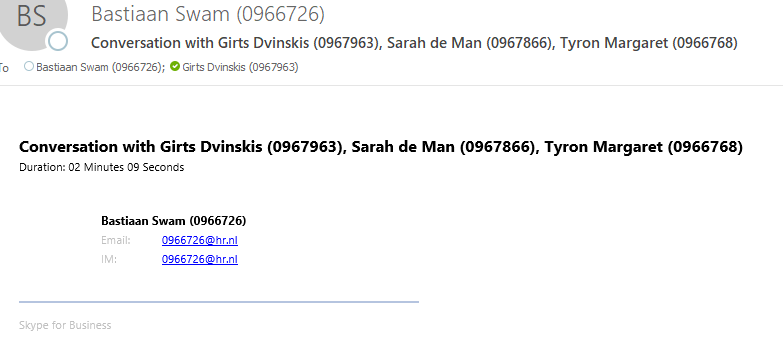 BS
Bastiaan Swam (0966726)
Conversation with Girts Dvinskis (0967963), Sarah de Man (0967866), Tyron Margaret (0966768)
To Bastiaan Swam (0966726); Girts Dvinskis (0967963)
Conversation with Girts Dvinskis (0967963), Sarah de Man (0967866), Tyron Margaret (0966768)
Duration: 02 Minutes 09 Seconds
Bastiaan Swam (0966726)
Email: 0966726@hr.nl
IM: 0966726@hr.nl
Skype for Business